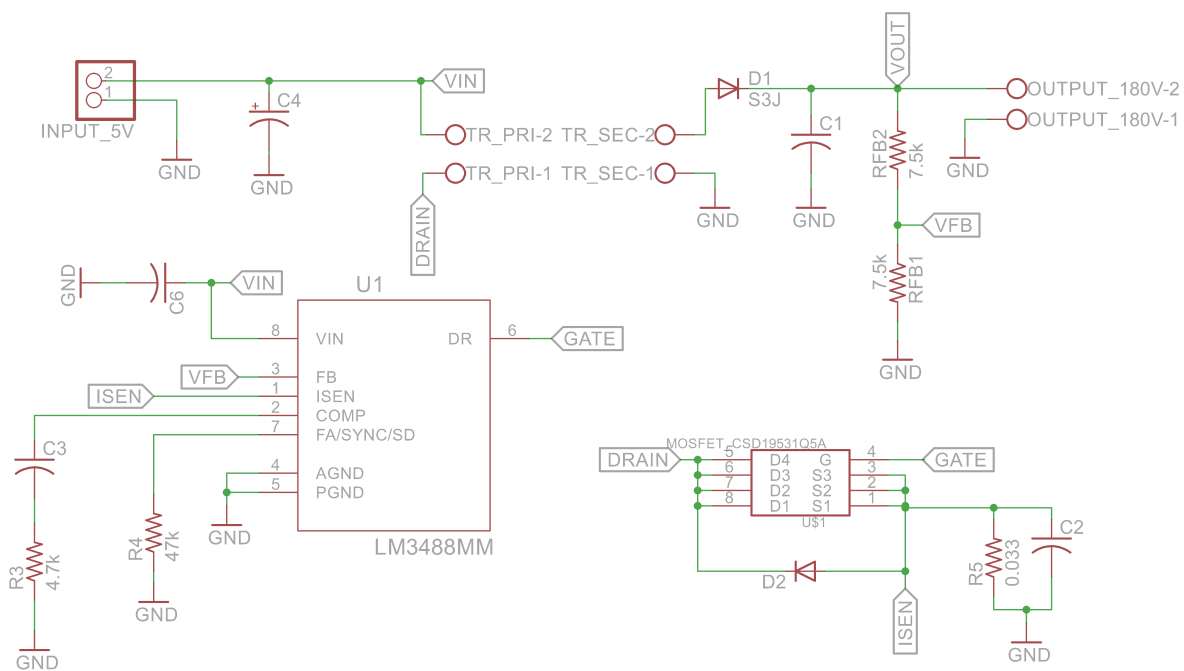 VOUT
2
1
INPUT_5V
GND
+
C4
GND
VIN
TR_PRI-2
TR_SEC-2
TR_PRI-1
TR_SEC-1
DRAIN
GND
D1
S3J
C1
GND
RFB2
7.5k
OUTPUT_180V-2
OUTPUT_180V-1
GND
VFB
7.5k
RFB1
GND
GND
C6
VIN
U1
8
VIN
DR
6
GATE
VFB
3
FB
ISEN
1
ISEN
2
COMP
7
FA/SYNC/SD
4
AGND
5
PGND
GND
LM3488MM
C3
R3
4.7k
GND
R4
47k
GND
MOSFET_CSD19531Q5A
DRAIN
5
D4
G
4
GATE
6
D3
S3
3
7
D2
S2
2
8
D1
S1
1
U$1
D2
ISEN
R5
0.033
C2
GND